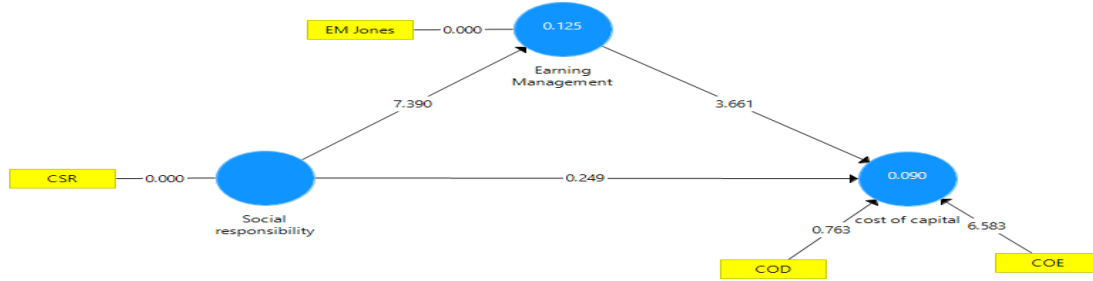 EM Jones
0.000
0.125
Earning
Management
7.390
3.661
CSR
0.000
Social
responsibility
0.249
0.090
cost of capital
0.763
6.583
COD
COE